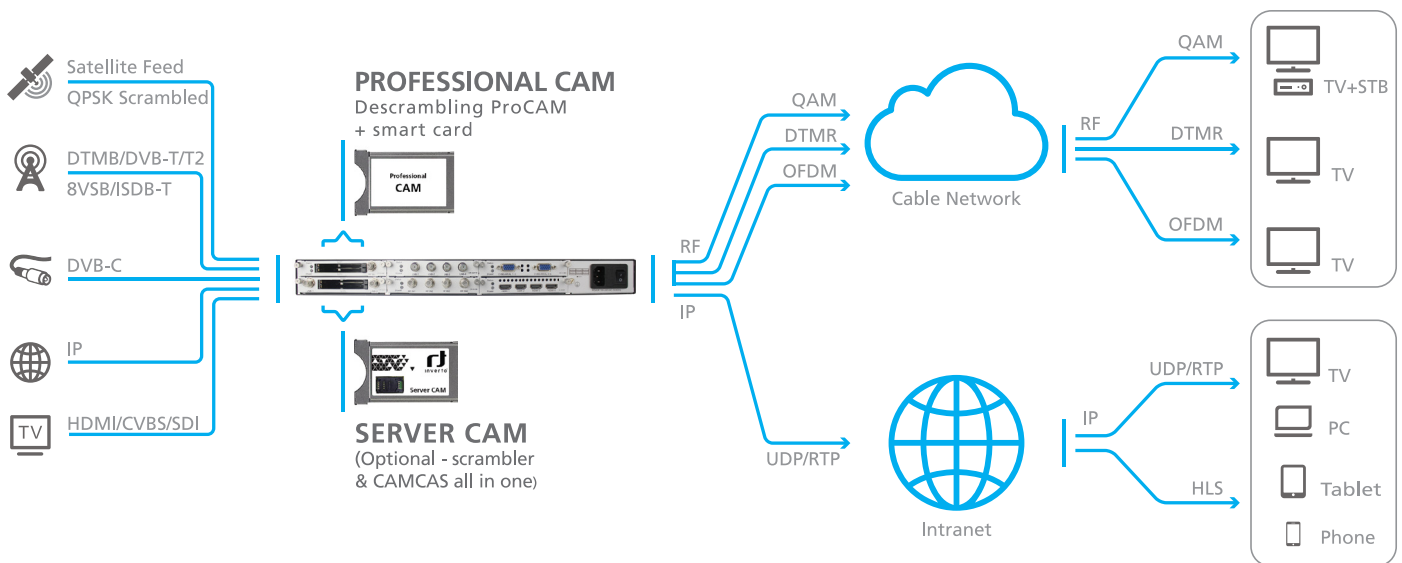 Satellite Feed
QPSK Scrambled
DTMB/DVB-T/T2
8VSB/ISDB-T
DVB-C
IP
TV
HDMI/CVBS/SDI
PROFESSIONAL CAM
Descrambling ProCAM
+ smart card
Professional
CAM
inverto
Server CAM
SERVER CAM
(Optional - scrambler
& CAMCAS all in one)
RF
IP
QAM
DTMR
OFDM
UDP/RTP
Cable Network
Intranet
RF
QAM
DTMR
OFDM
TV+STB
TV
TV
IP
UDP/RTP
HLS
TV
PC
Tablet
Phone